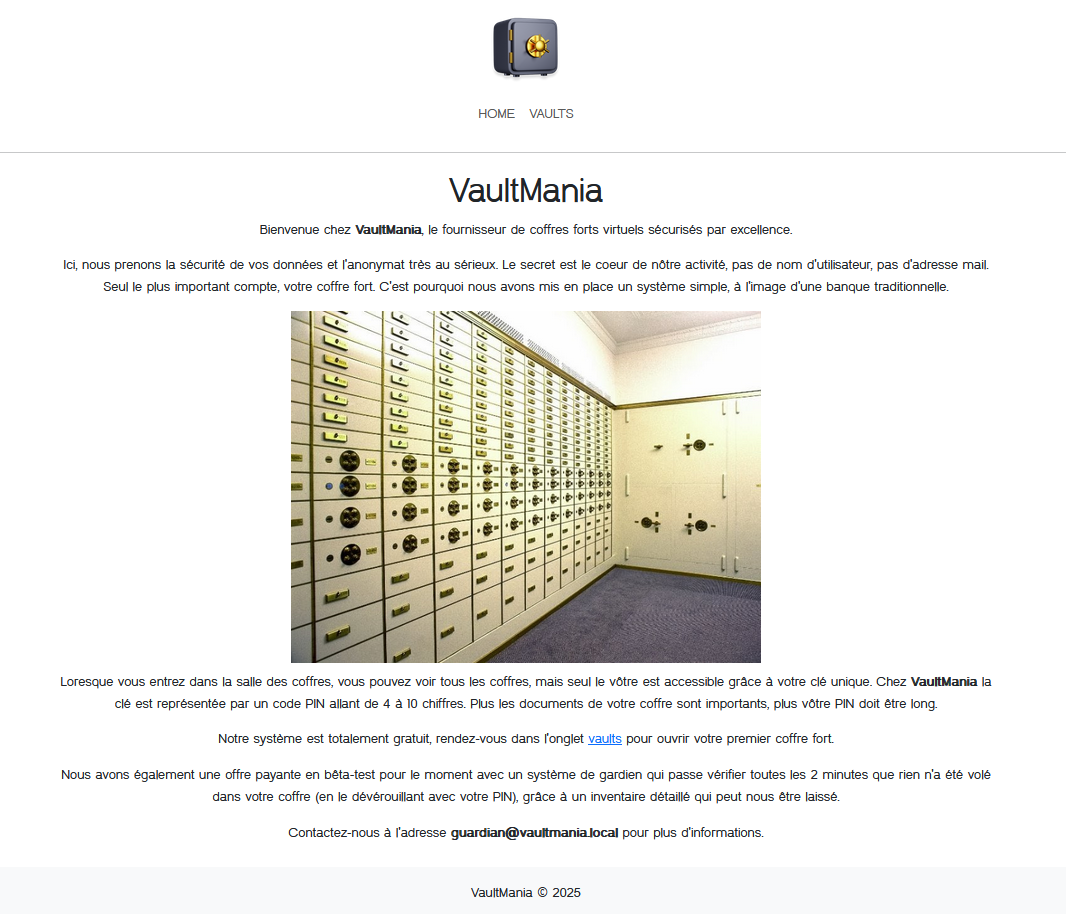 HOME VAULTS
VaultMania
Bienvenue chez VaultMania, le fournisseur de coffres forts virtuels sécurisés par excellence.
Ici, nous prenons la sécurité de vos données et l'anonymat très au sérieux. Le secret est le coeur de nôtre activité, pas de nom d'utilisateur, pas d'adresse mail.
Seul le plus important compte, votre coffre fort. C'est pourquoi nous avons mis en place un système simple, à l'image d'une banque traditionnelle.
Loresque vous entrez dans la salle des coffres, vous pouvez voir tous les coffres, mais seul le vôtre est accessible grâce à votre clé unique. Chez VaultMania la
clé est représentée par un code PIN allant de 4 à 10 chiffres. Plus les documents de votre coffre sont importants, plus vôtre PIN doit être long.
Notre système est totalement gratuit, rendez-vous dans l'onglet vaults pour ouvrir votre premier coffre fort.
Nous avons également une offre payante en bêta-test pour le moment avec un système de gardien qui passe vérifier toutes les 2 minutes que rien n'a été volé
dans votre coffre (en le dévérouillant avec votre PIN), grâce à un inventaire détaillé qui peut nous être laissé.
Contactez-nous à l'adresse guardian@vaultmania.local pour plus d'informations.
VaultMania © 2025